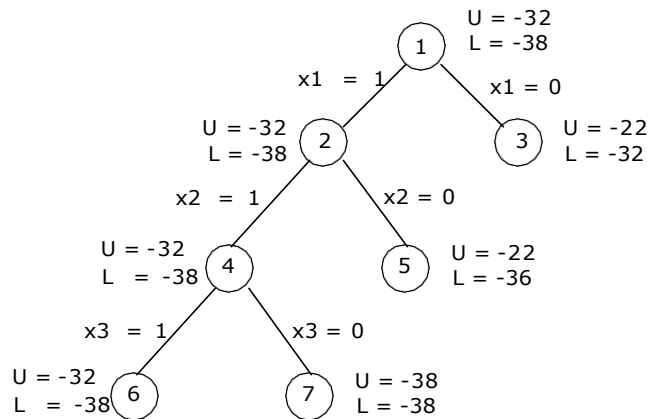 U = -32
L = -38
1
x1 = 1
x1 = 0
U = -32
L = -38
2
3
U = -22
L = -32
x2 = 1
x2 = 0
U = -32
L = -38
4
5
U = -22
L = -36
x3 = 1
x3 = 0
U = -32
L = -38
6
7
U = -38
L = -38